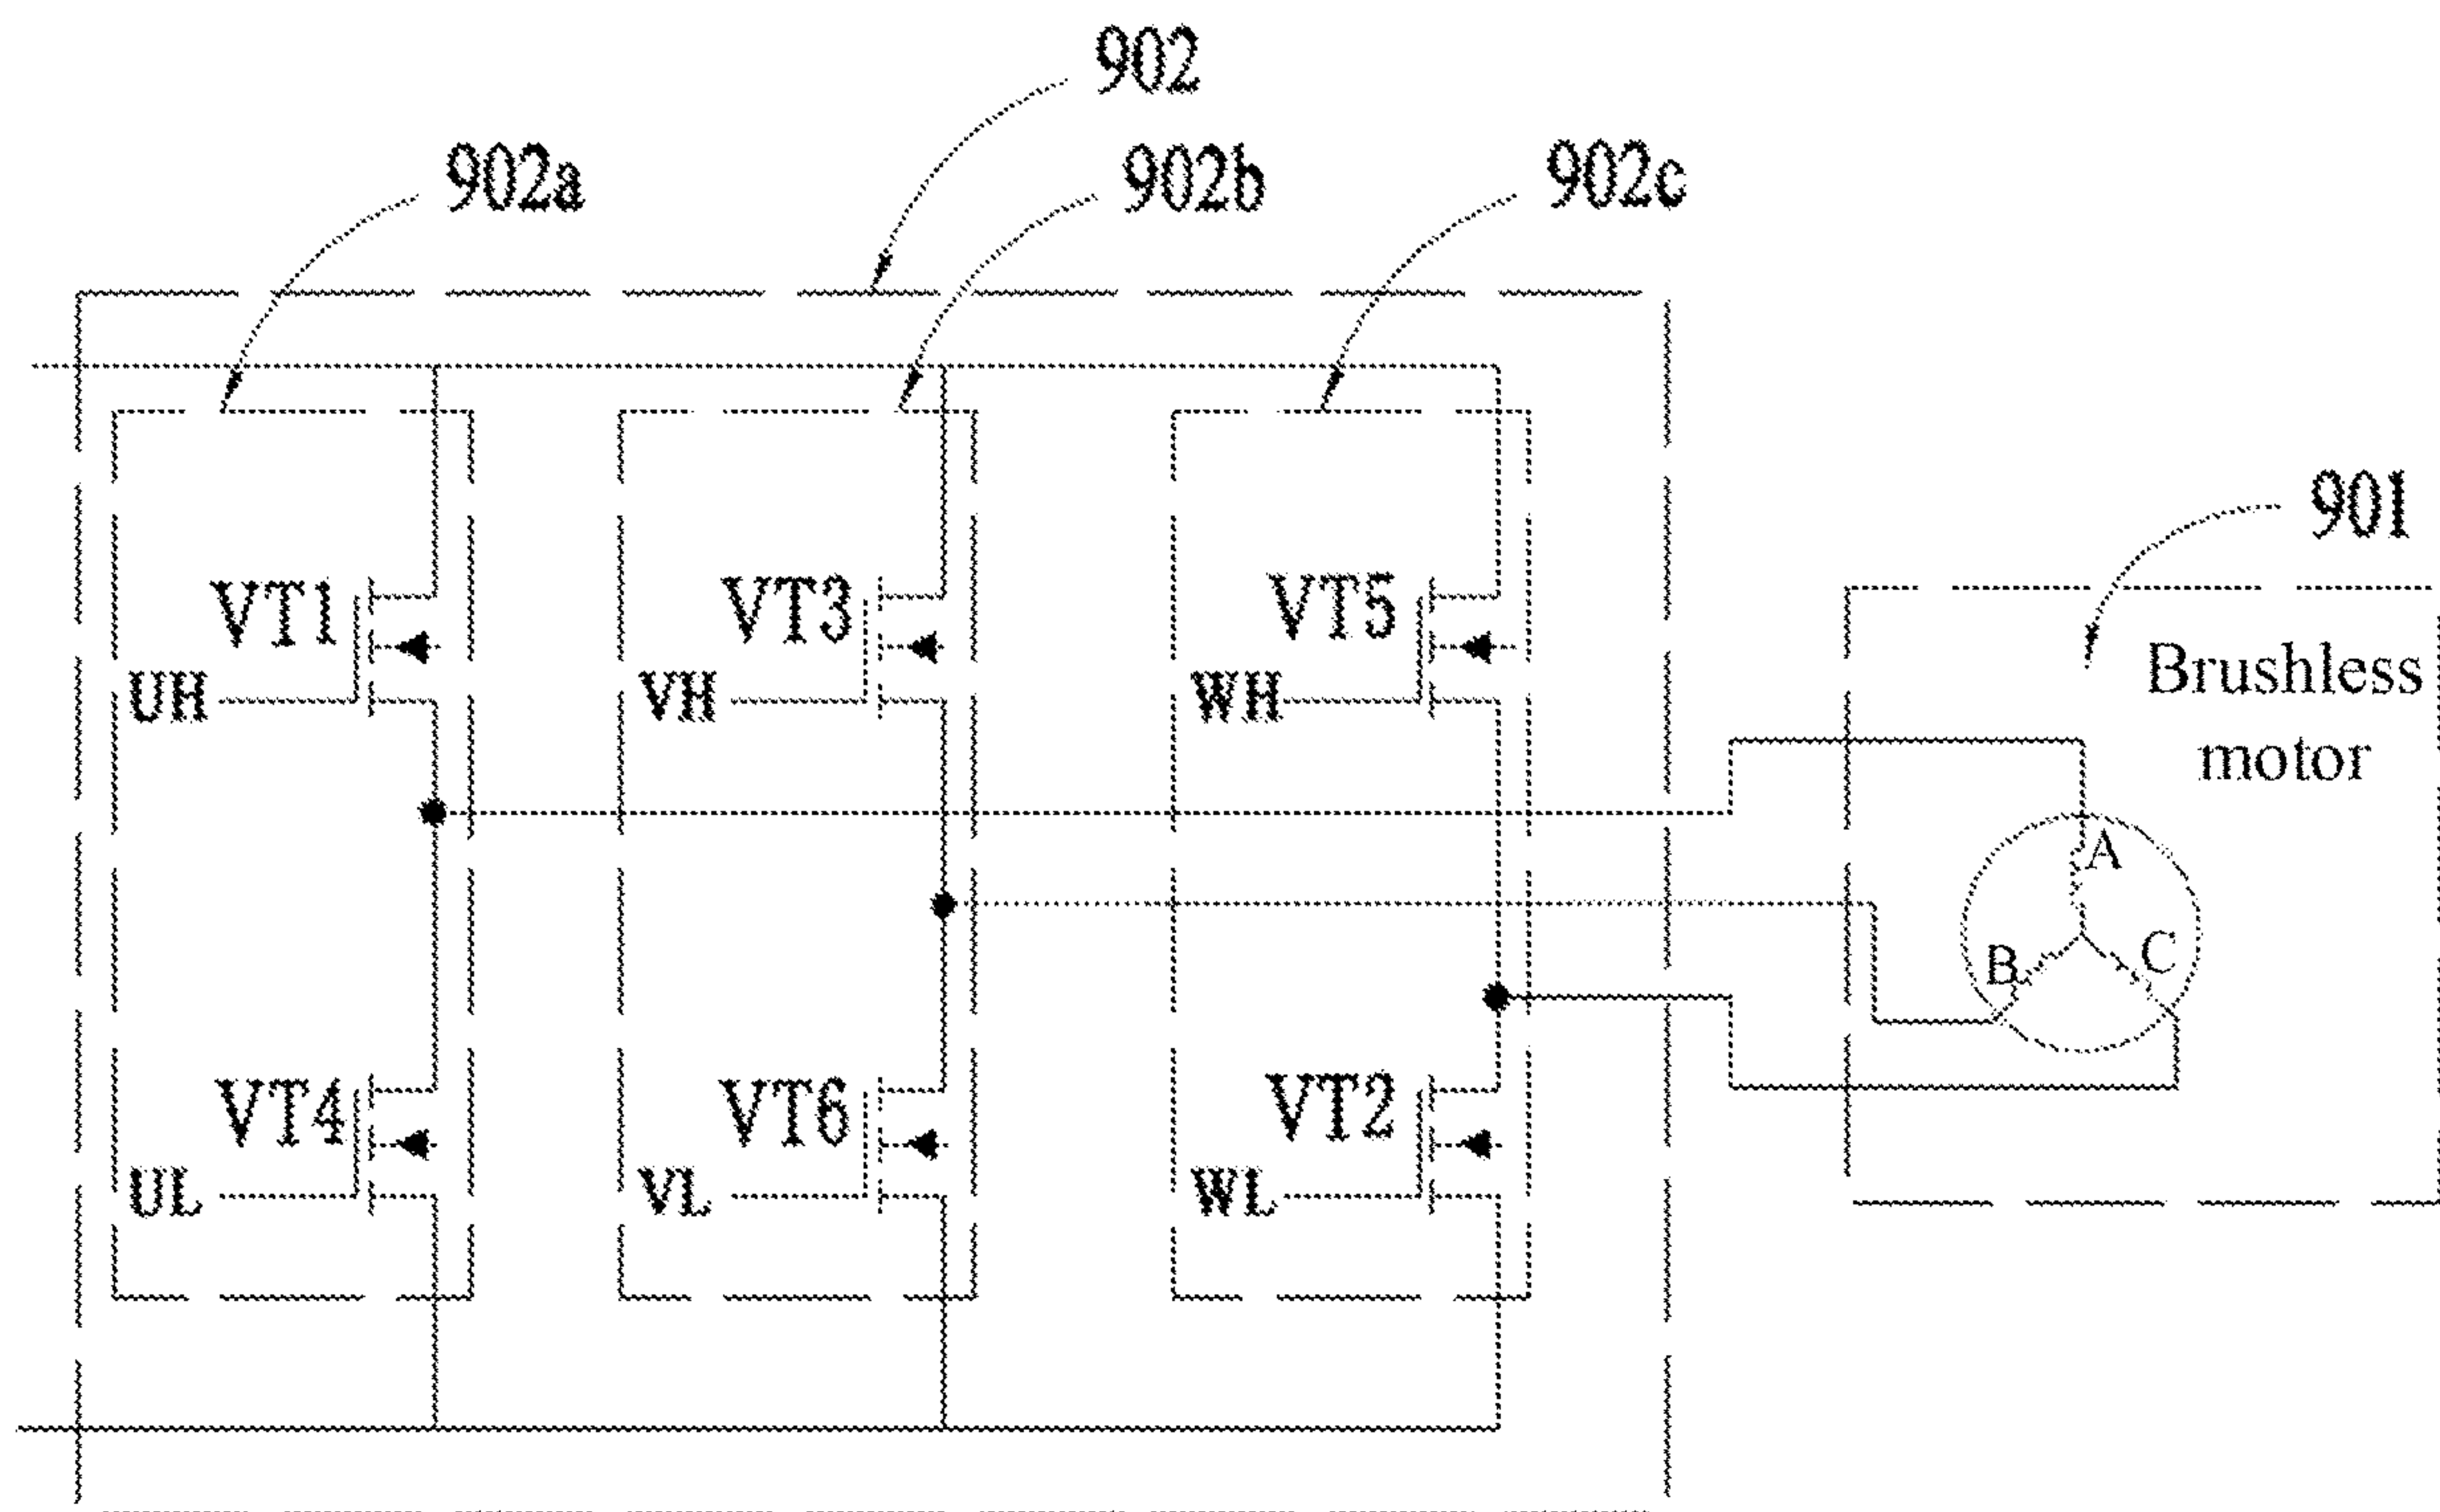 902
902a
902b
902c
901
VT1
VT3
VT5
UH
VH
WH
Brushless
motor
A
B
C
VT4
VT6
VT2
UL
VL
WL